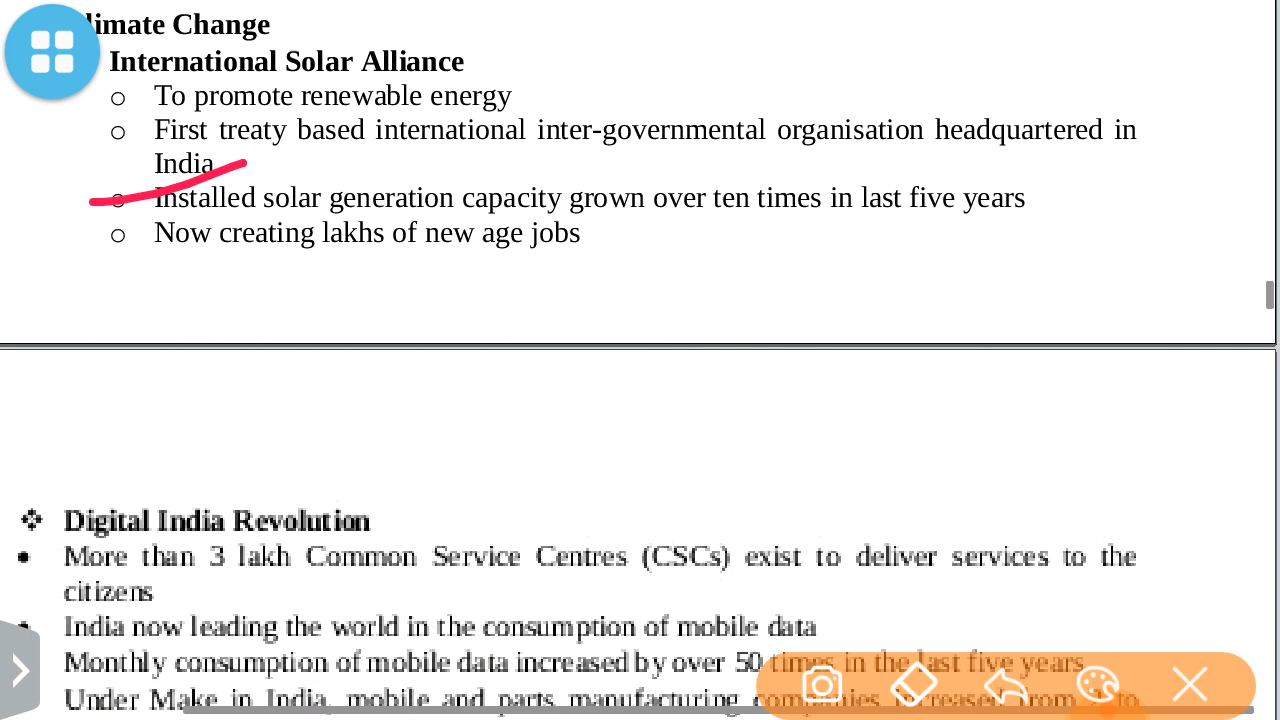 limate Change
International Solar Alliance
o To promote renewable energy
o First treaty based international inter-governmental organisation headquartered in
India
o Installed solar generation capacity grown over ten times in last five years
o Now creating lakhs of new age jobs
❖ Digital India Revolution
• More than 3 lakh Common Service Centres (CSCs) exist to deliver services to the
citizens
• India now leading the world in the consumption of mobile data
Monthly consumption of mobile data increased by over 50 times in the last five years
Under Make in India, mobile and parts manufacturing companies increased from to